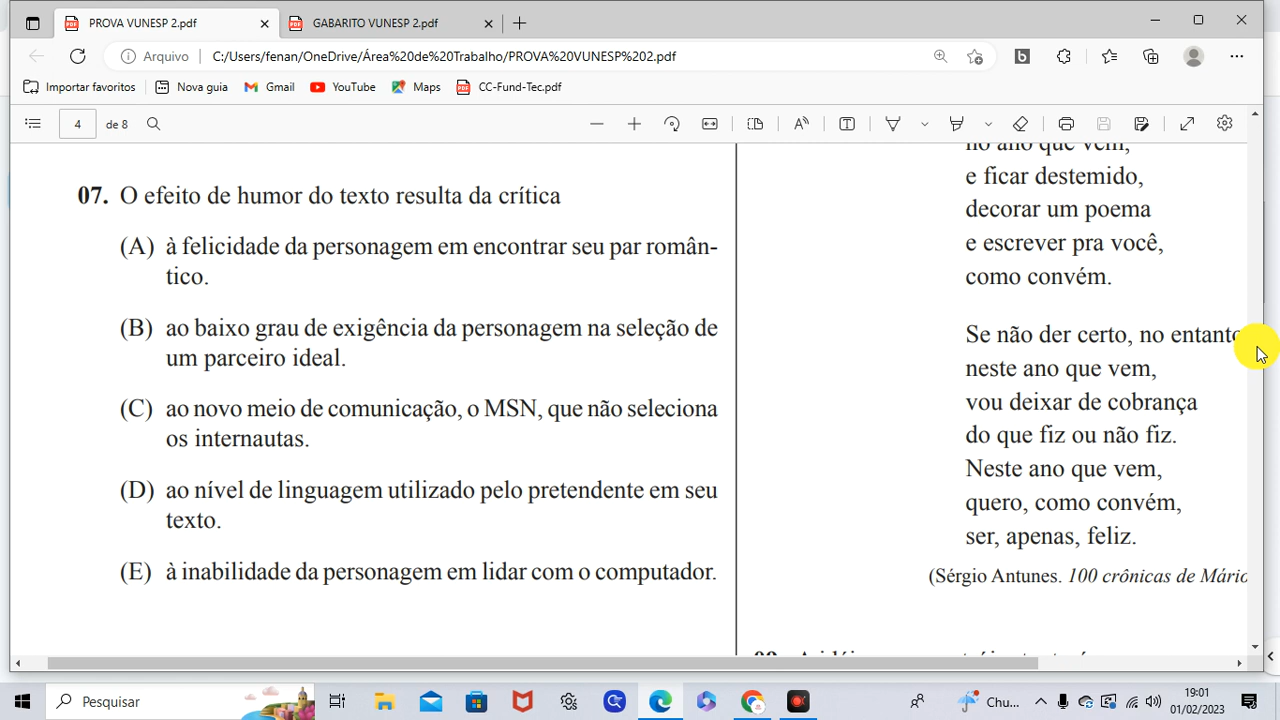 PROVA VUNESP 2.pdf
GABARITO VUNESP 2.pdf
Arquivo
C:/Users/fenan/OneDrive/Área%20de%20Trabalho/PROVA%20VUNESP%202.pdf
Importar favoritos
Nova guia
Gmail
YouTube
Maps
CC-Fund-Tec.pdf
4 de 8
07. O efeito de humor do texto resulta da crítica
(A) à felicidade da personagem em encontrar seu par român-
tico.
(B) ao baixo grau de exigência da personagem na seleção de
um parceiro ideal.
(C) ao novo meio de comunicação, o MSN, que não seleciona
os internautas.
(D) ao nível de linguagem utilizado pelo pretendente em seu
texto.
(E) à inabilidade da personagem em lidar com o computador.
no ano que vem,
e ficar destemido,
decorar um poema
e escrever pra você,
como convém.
Se não der certo, no entanto
neste ano que vem,
vou deixar de cobrança
do que fiz ou não fiz.
Neste ano que vem,
quero, como convém,
ser, apenas, feliz.
(Sérgio Antunes. 100 crônicas de Mário
Pesquisar
Chu...
19:01
01/02/2023